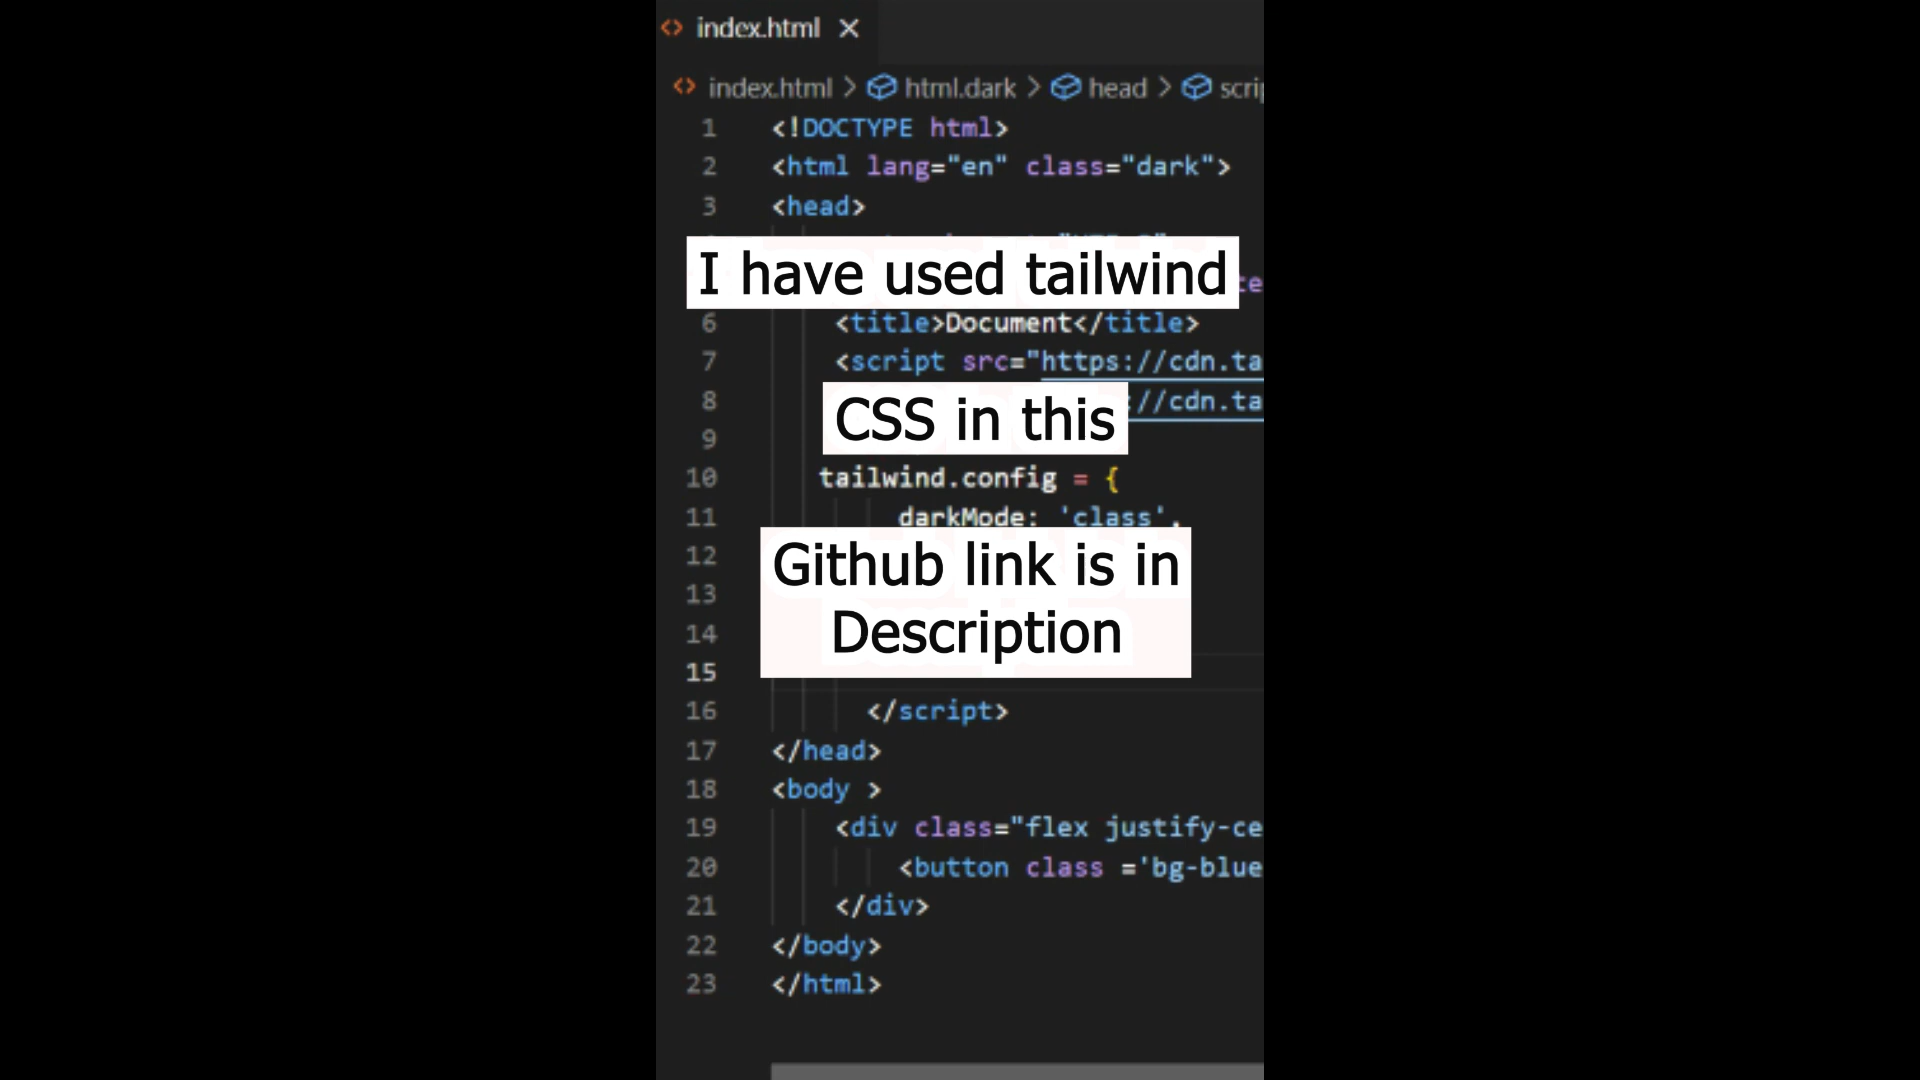 index.html
index.html > html.dark > head >
1 <!DOCTYPE html>
2 <html lang="en" class="dark">
3 <head>
I have used tailwind
6 <title>Document</title>
7 <script src="https://cdn.ta
CSS in this
8 ://cdn.ta
9
10 tailwind.config = {
11 darkMode: 'class',
Github link is in
12
13
Description
14
15
16 </script>
17 </head>
18 <body >
19 <div class="flex justify-ce
20 <button class ='bg-blue
21 </div>
22 </body>
23 </html>